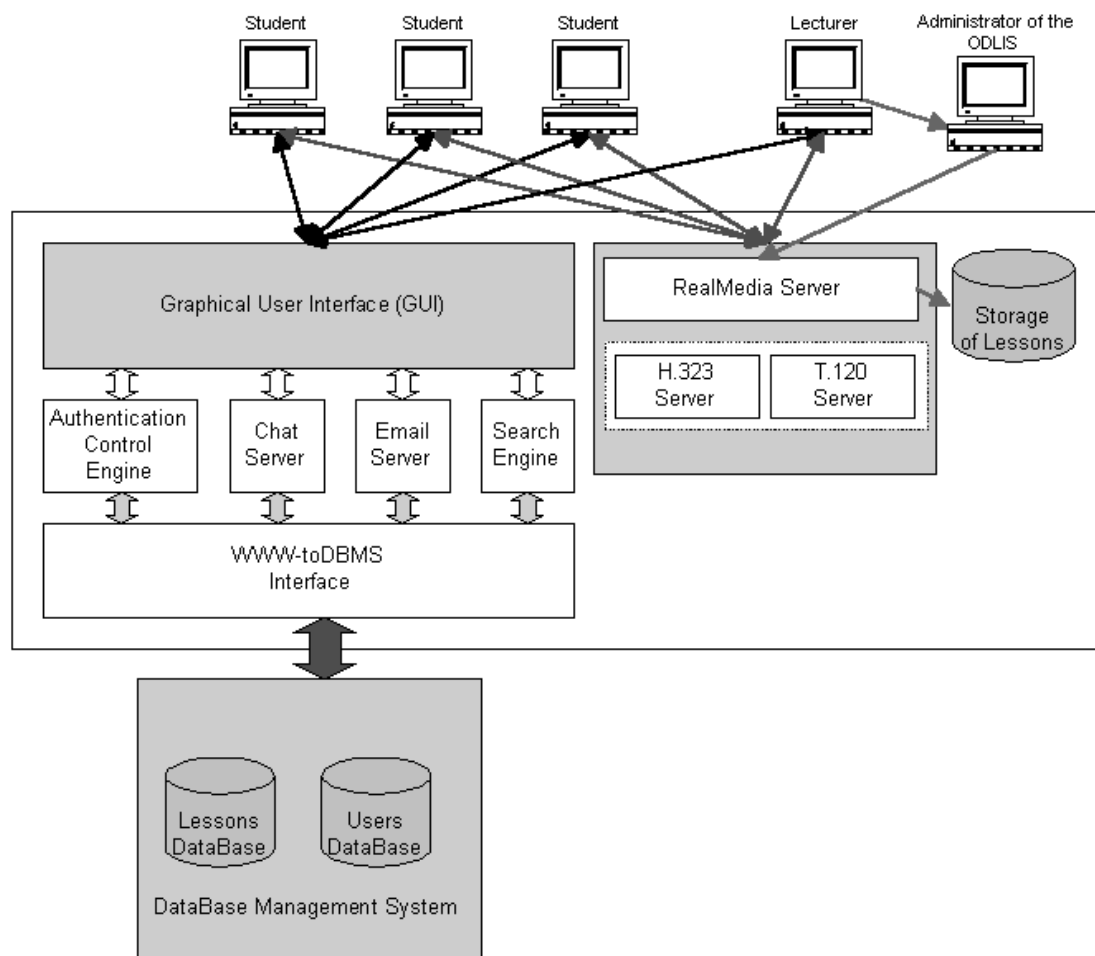 Student
Student
Student
Lecturer
Administrator of the
ODLIS
Graphical User Interface (GUI)
RealMedia Server
Storage
of Lessons
H.323
Server
T.120
Server
Authentication
Control
Engine
Chat
Server
Email
Server
Search
Engine
WWW-toDBMS
Interface
Lessons
DataBase
Users
DataBase
DataBase Management System